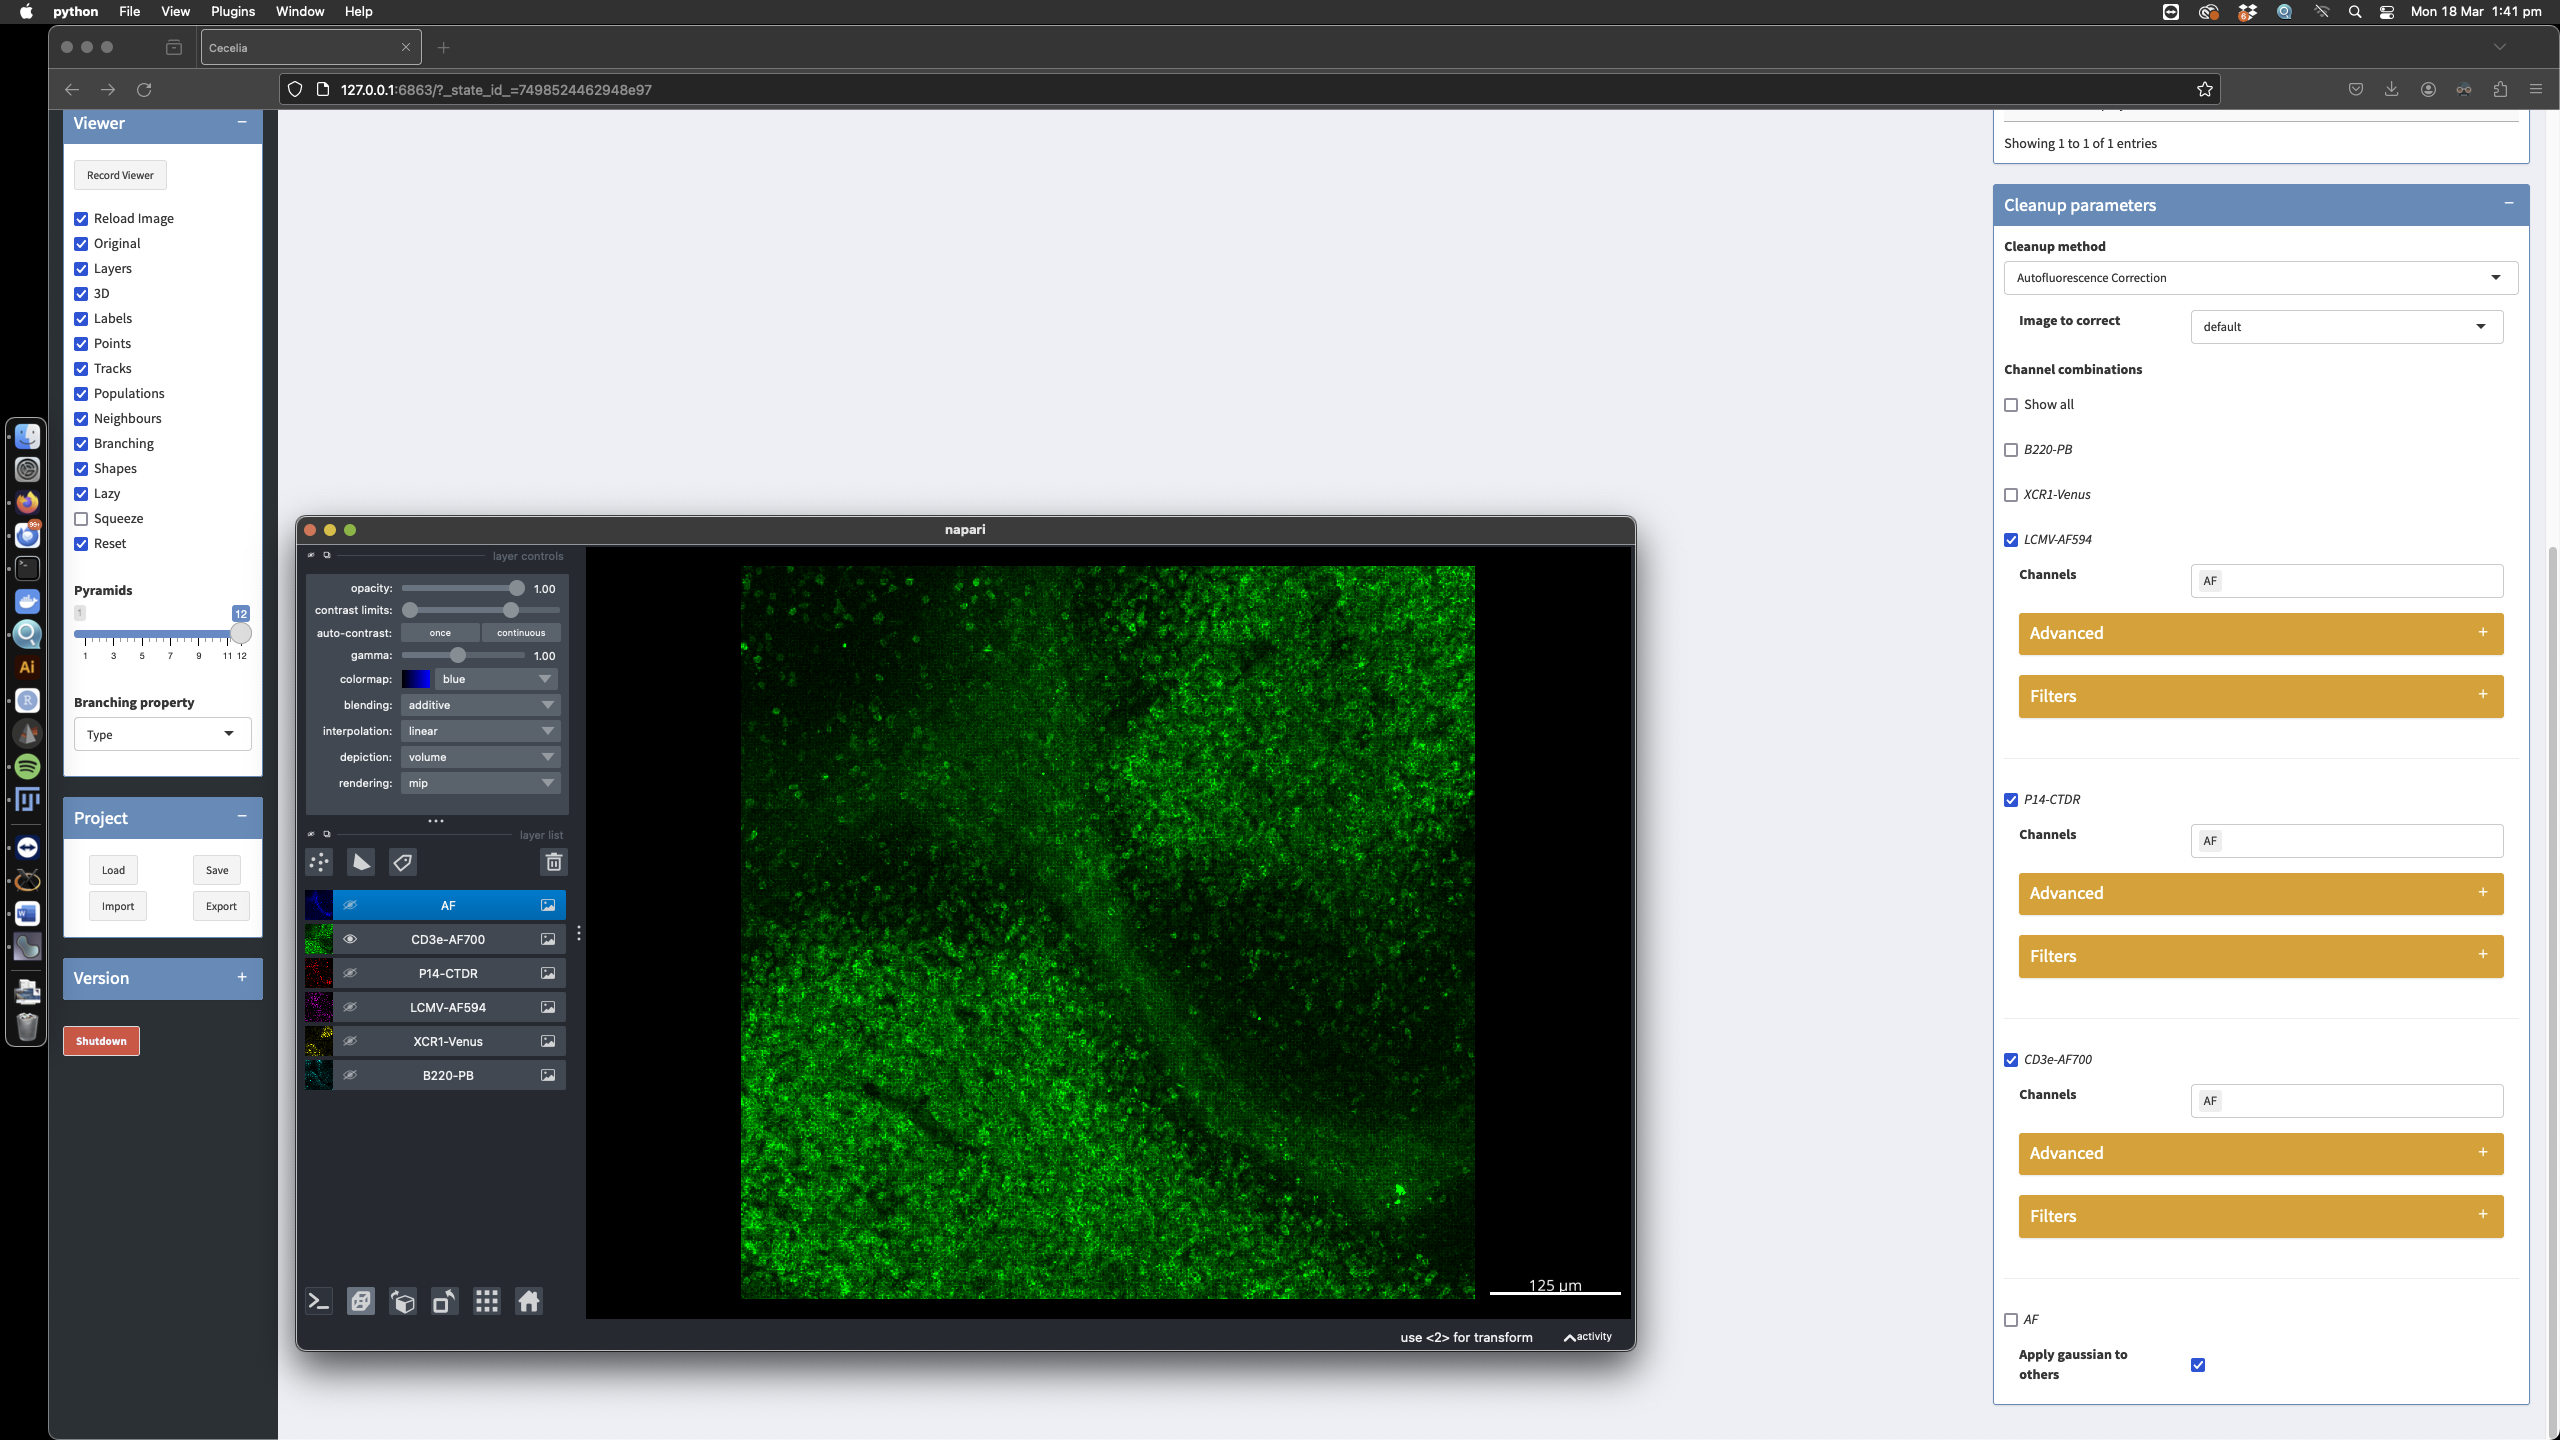 python File View Plugins Window Help
Mon 18 Mar 1:41 pm
Cecelia
127.0.0.1:6863/?_state_id_=7498524462948e97
Viewer
Record Viewer
Reload Image
Original
Layers
3D
Labels
Points
Tracks
Populations
Neighbours
Branching
Shapes
Lazy
Squeeze
Reset
Pyramids
1 12
1 3 5 7 9 11 12
Branching property
Type
Project
Load Save
Import Export
Version
Shutdown
99+
Ai
R
W
napari
layer controls
opacity: 1.00
contrast limits:
auto-contrast: once continuous
gamma: 1.00
colormap: blue
blending: additive
interpolation: linear
depiction: volume
rendering: mip
layer list
AF
CD3e-AF700
P14-CTDR
LCMV-AF594
XCR1-Venus
B220-PB
125 µm
use <2> for transform activity
Showing 1 to 1 of 1 entries
Cleanup parameters
Cleanup method
Autofluorescence Correction
Image to correct default
Channel combinations
Show all
B220-PB
XCR1-Venus
LCMV-AF594
Channels AF
Advanced
Filters
P14-CTDR
Channels AF
Advanced
Filters
CD3e-AF700
Channels AF
Advanced
Filters
AF
Apply gaussian to
others